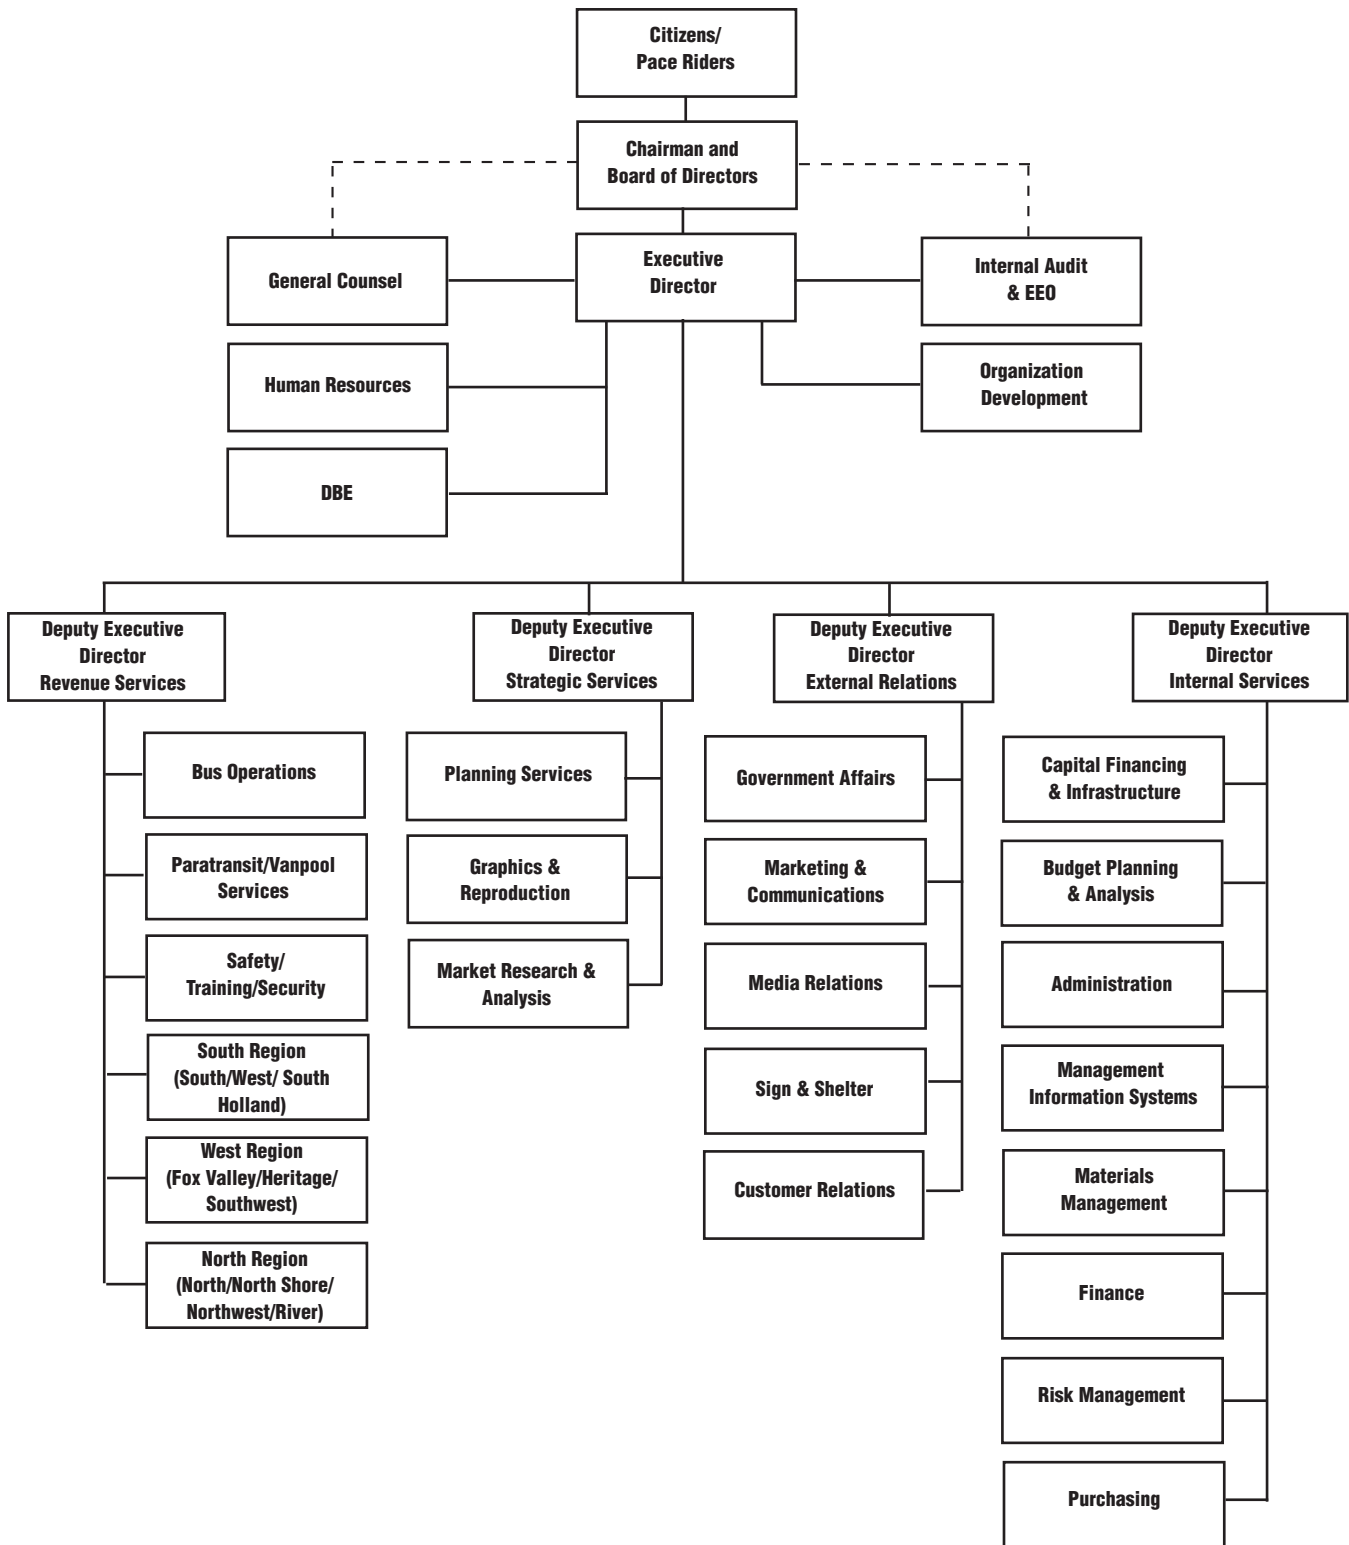 Citizens/
Pace Riders
Chairman and
Board of Directors
General Counsel
Executive
Director
Internal Audit
& EEO
Human Resources
Organization
Development
DBE
Deputy Executive
Director
Revenue Services
Deputy Executive
Director
Strategic Services
Deputy Executive
Director
External Relations
Deputy Executive
Director
Internal Services
Bus Operations
Paratransit/Vanpool
Services
Safety/
Training/Security
South Region
(South/West/ South
Holland)
West Region
(Fox Valley/Heritage/
Southwest)
North Region
(North/North Shore/
Northwest/River)
Planning Services
Graphics &
Reproduction
Market Research &
Analysis
Government Affairs
Marketing &
Communications
Media Relations
Sign & Shelter
Customer Relations
Capital Financing
& Infrastructure
Budget Planning
& Analysis
Administration
Management
Information Systems
Materials
Management
Finance
Risk Management
Purchasing